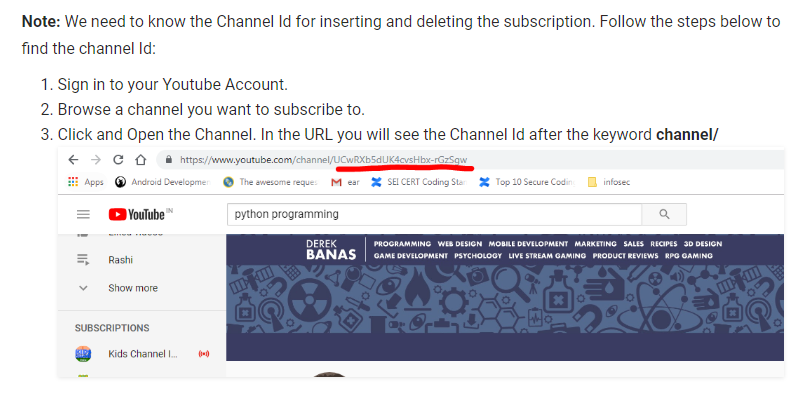 Note: We need to know the Channel Id for inserting and deleting the subscription. Follow the steps below to
find the channel Id:
1. Sign in to your Youtube Account.
2. Browse a channel you want to subscribe to.
3. Click and Open the Channel. In the URL you will see the Channel Id after the keyword channel/
https://www.youtube.com/channel/UCwRXb5dUK4cvsHbx-rGzSgw
Apps Android Developmer The awesome reques ear SEI CERT Coding Star Top 10 Secure Codin infosec
YouTube IN python programming
DEREK BANAS
PROGRAMMING WEB DESIGN MOBILE DEVELOPMENT MARKETING SALES RECIPES 3D DESIGN
GAME DEVELOPMENT PSYCHOLOGY LIVE STREAM GAMING PRODUCT REVIEWS RPG GAMING
Rashi
Show more
SUBSCRIPTIONS
Kids Channel I...